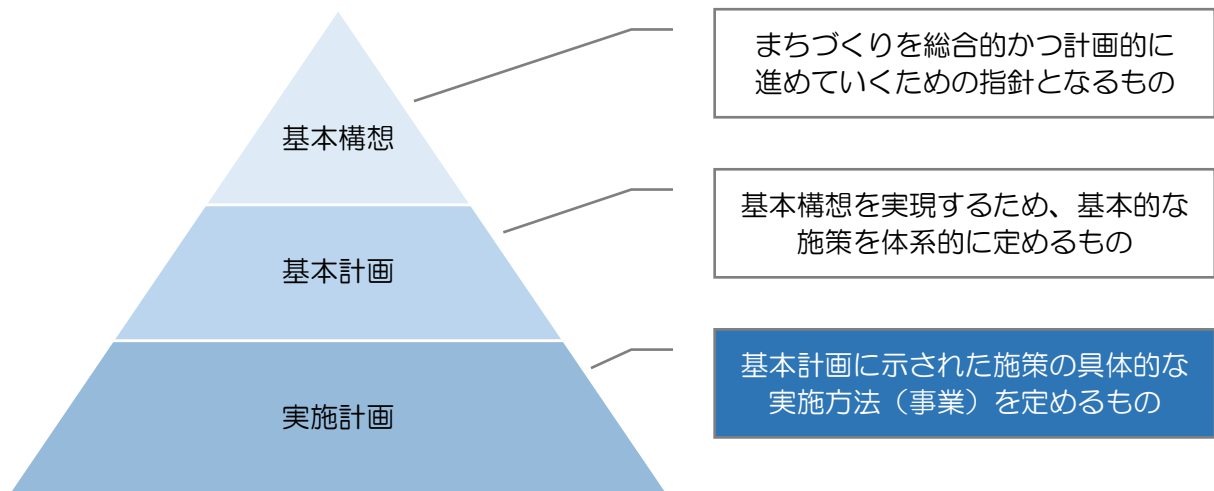 基本構想
まちづくりを総合的かつ計画的に
進めていくための指針となるもの
基本計画
基本構想を実現するため、基本的な
施策を体系的に定めるもの
実施計画
基本計画に示された施策の具体的な
実施方法（事業）を定めるもの